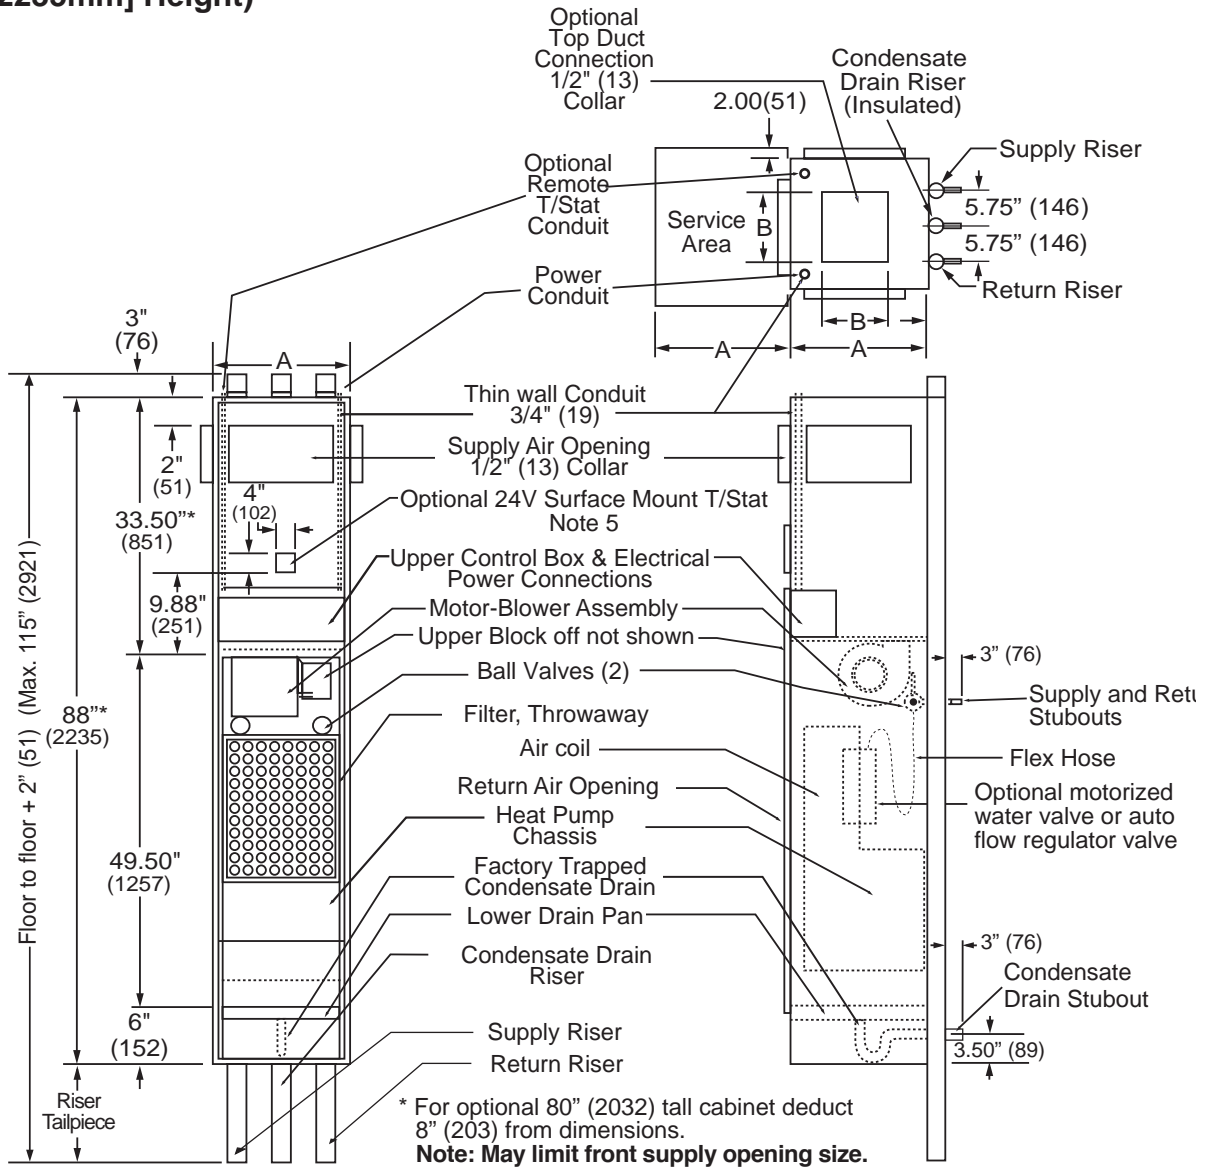 2235mm] Height)
Optional
Top Duct
Connection
1/2" (13)
Collar
2.00(51)
Condensate
Drain Riser
(Insulated)
Supply Riser
5.75” (146)
5.75” (146)
Return Riser
Optional
Remote
T/Stat
Conduit
Service
Area
B
B
A
A
Power
Conduit
3"
(76)
A
Thin wall Conduit
3/4" (19)
Supply Air Opening
1/2" (13) Collar
2"
(51)
4"
(102)
Optional 24V Surface Mount T/Stat
Note 5
33.50”*
(851)
Upper Control Box & Electrical
Power Connections
9.88"
(251)
Motor-Blower Assembly
Upper Block off not shown
Ball Valves (2)
3” (76)
Supply and Retu
Stubouts
88”*
(2235)
Filter, Throwaway
Air coil
Flex Hose
Return Air Opening
Optional motorized
water valve or auto
flow regulator valve
Heat Pump
Chassis
49.50"
(1257)
Factory Trapped
Condensate Drain
Lower Drain Pan
Floor to floor + 2” (51) (Max. 115” (2921)
3” (76)
Condensate Drain
Riser
Condensate
Drain Stubout
6"
(152)
Supply Riser
3.50” (89)
Return Riser
Riser
Tailpiece
* For optional 80” (2032) tall cabinet deduct
8” (203) from dimensions.
Note: May limit front supply opening size.